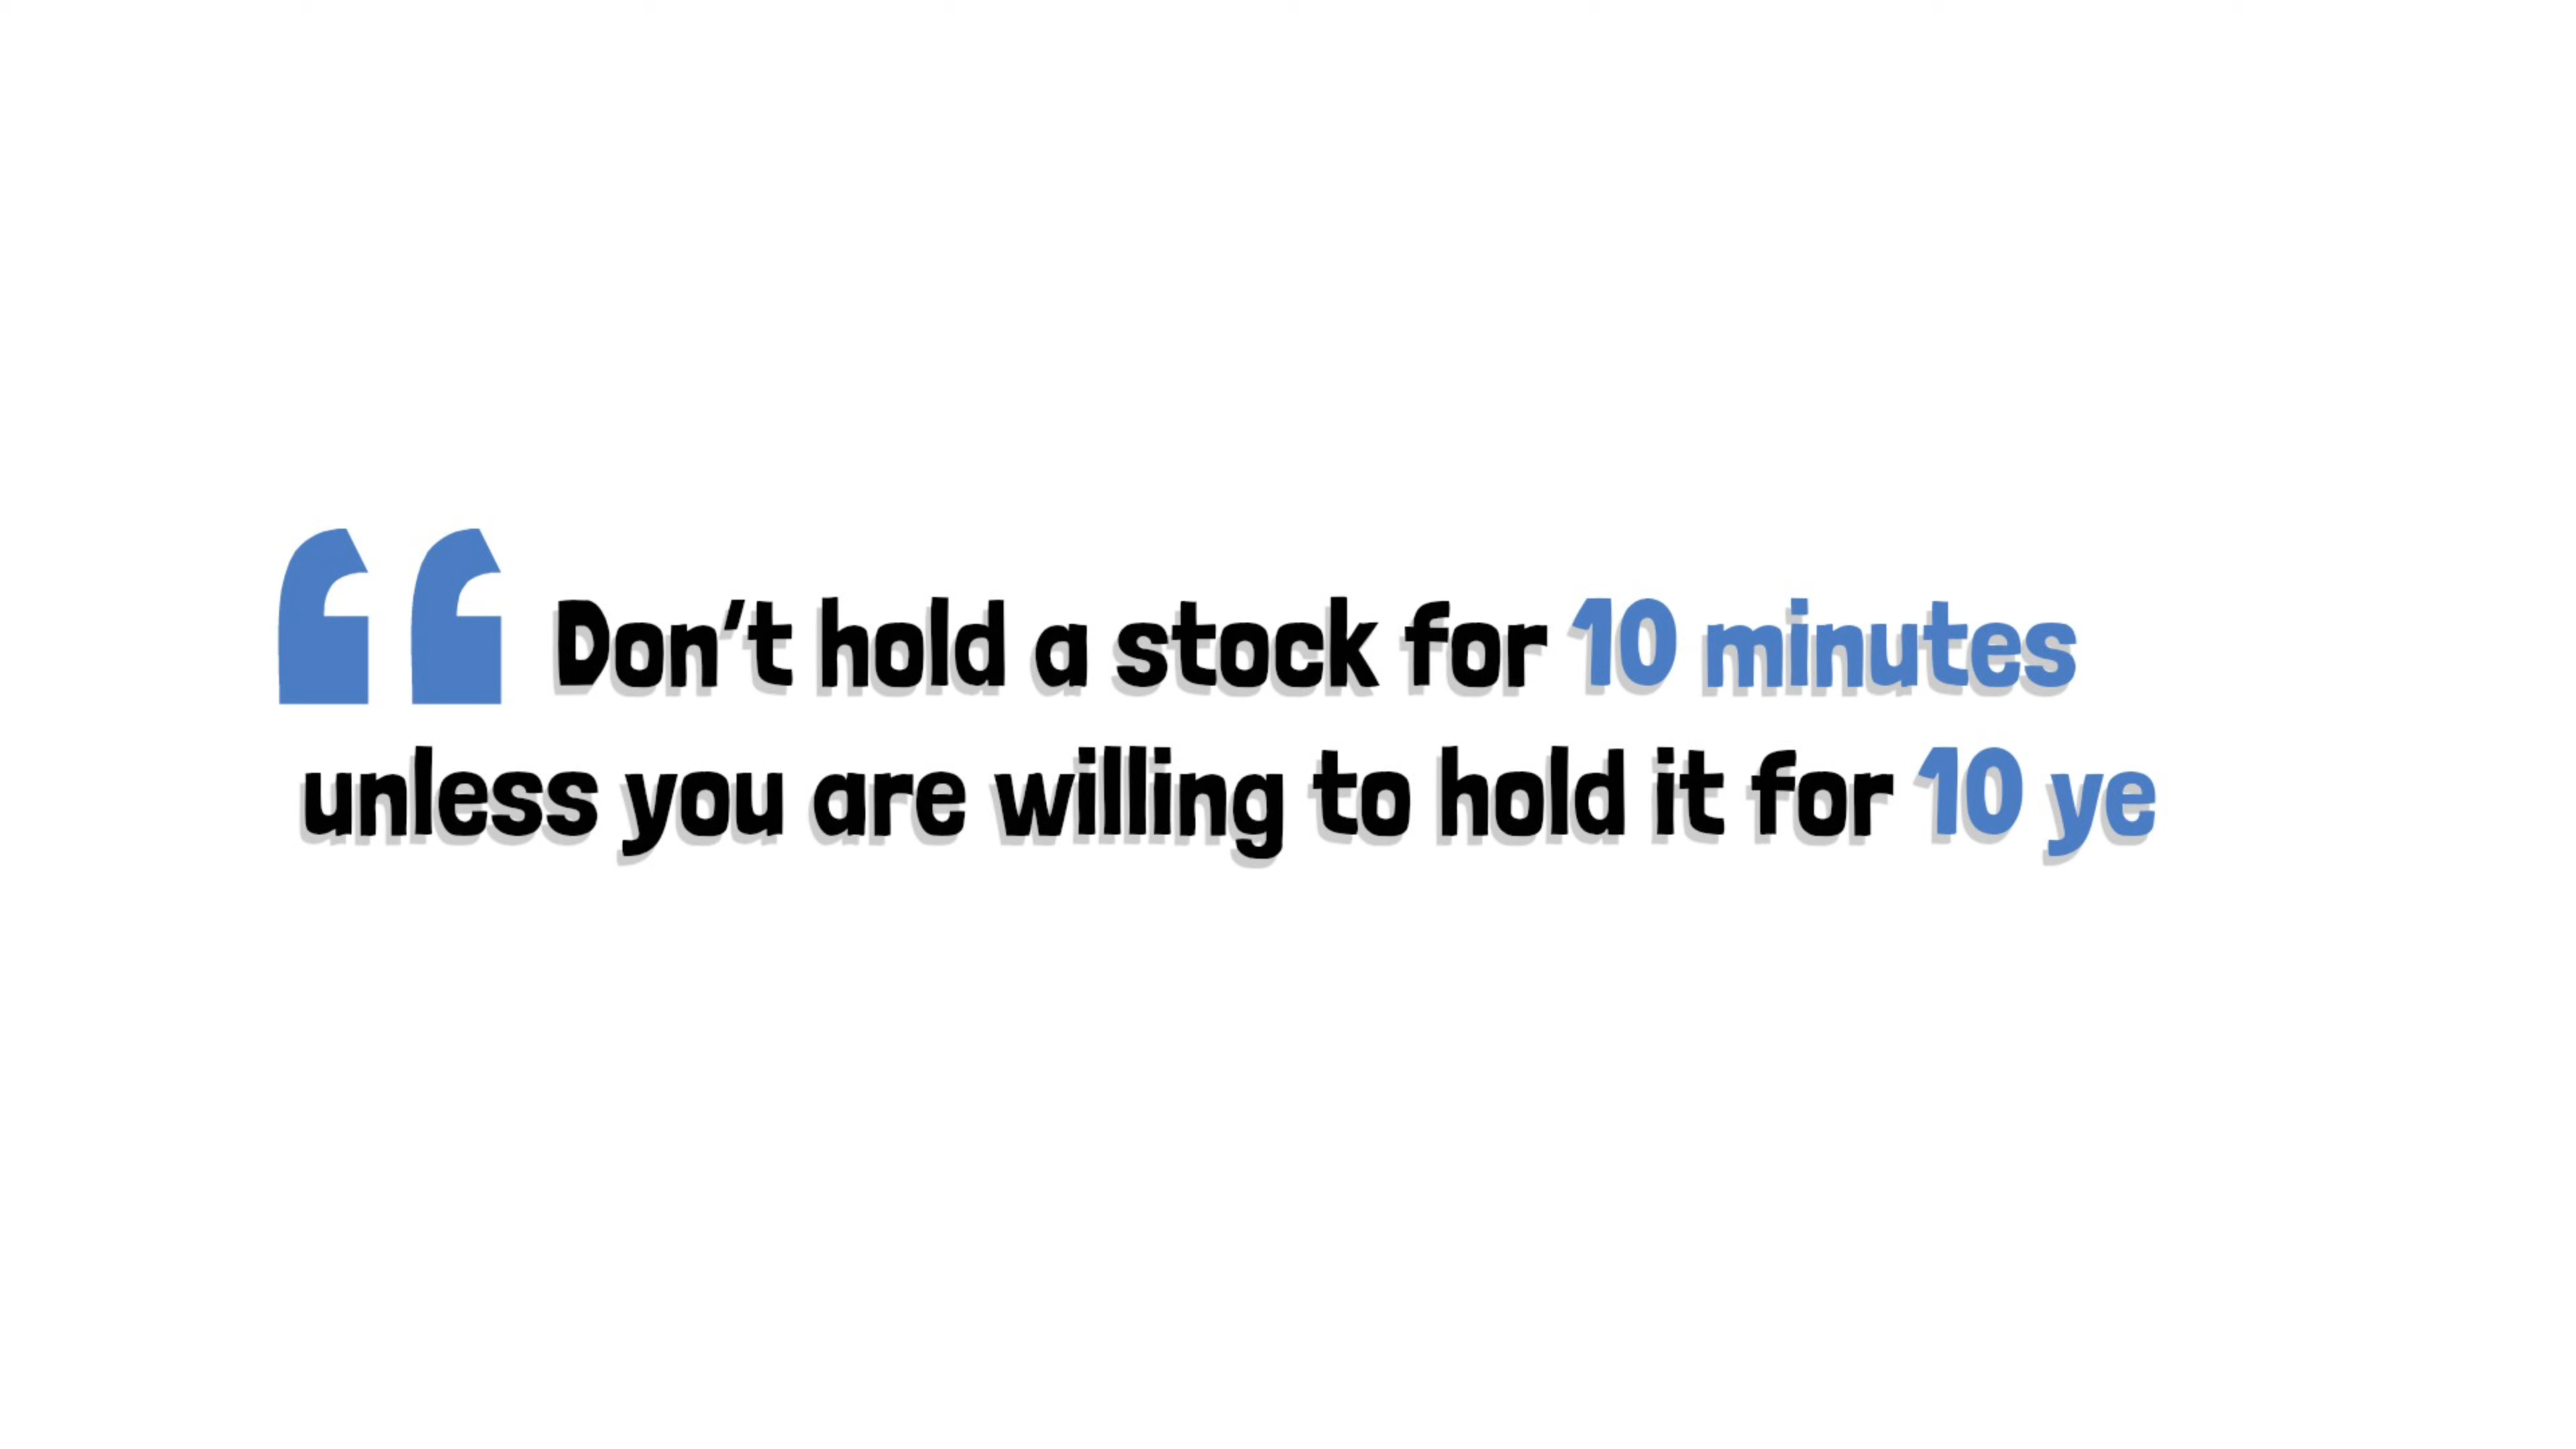 “Don't hold a stock for 10 minutes
unless you are willing to hold it for 10 ye